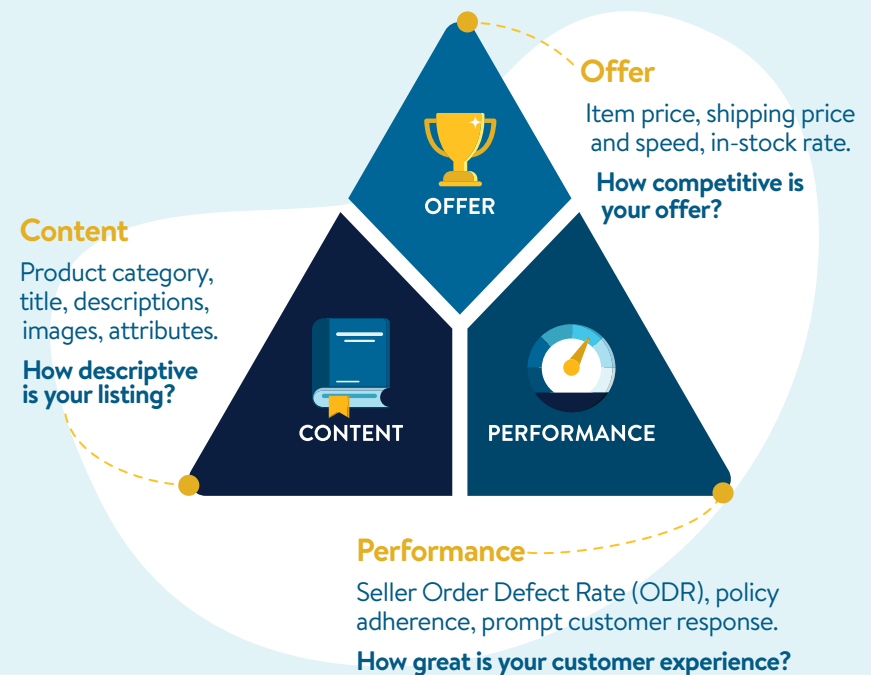 Offer
Item price, shipping price
and speed, in-stock rate.
How competitive is
your offer?
OFFER
Content
Product category,
title, descriptions,
images, attributes.
How descriptive
is your listing?
CONTENT
PERFORMANCE
Performance
Seller Order Defect Rate (ODR), policy
adherence, prompt customer response.
How great is your customer experience?